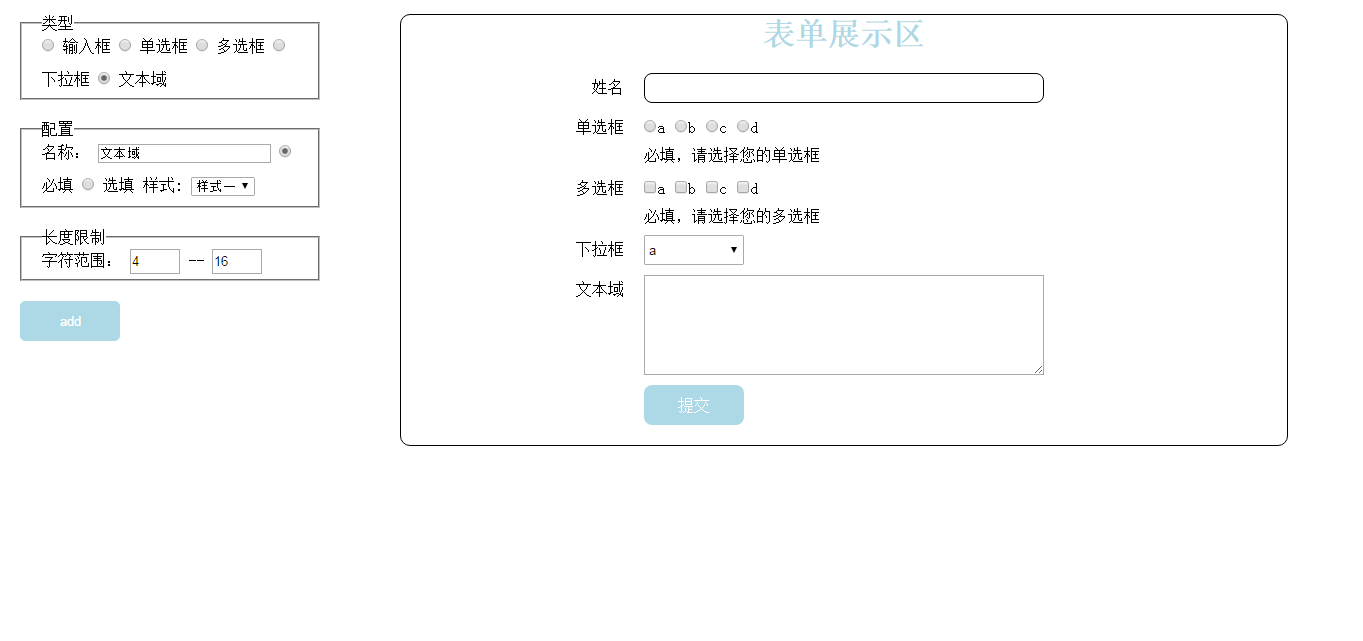 类型
输入框 单选框 多选框
下拉框 文本域
配置
名称: 文本域
必填 选填 样式: 样式一
长度限制
字符范围: 4 -- 16
add
表单展示区
姓名
单选框 a b c d
必填，请选择您的单选框
多选框 a b c d
必填，请选择您的多选框
下拉框 a
文本域
提交